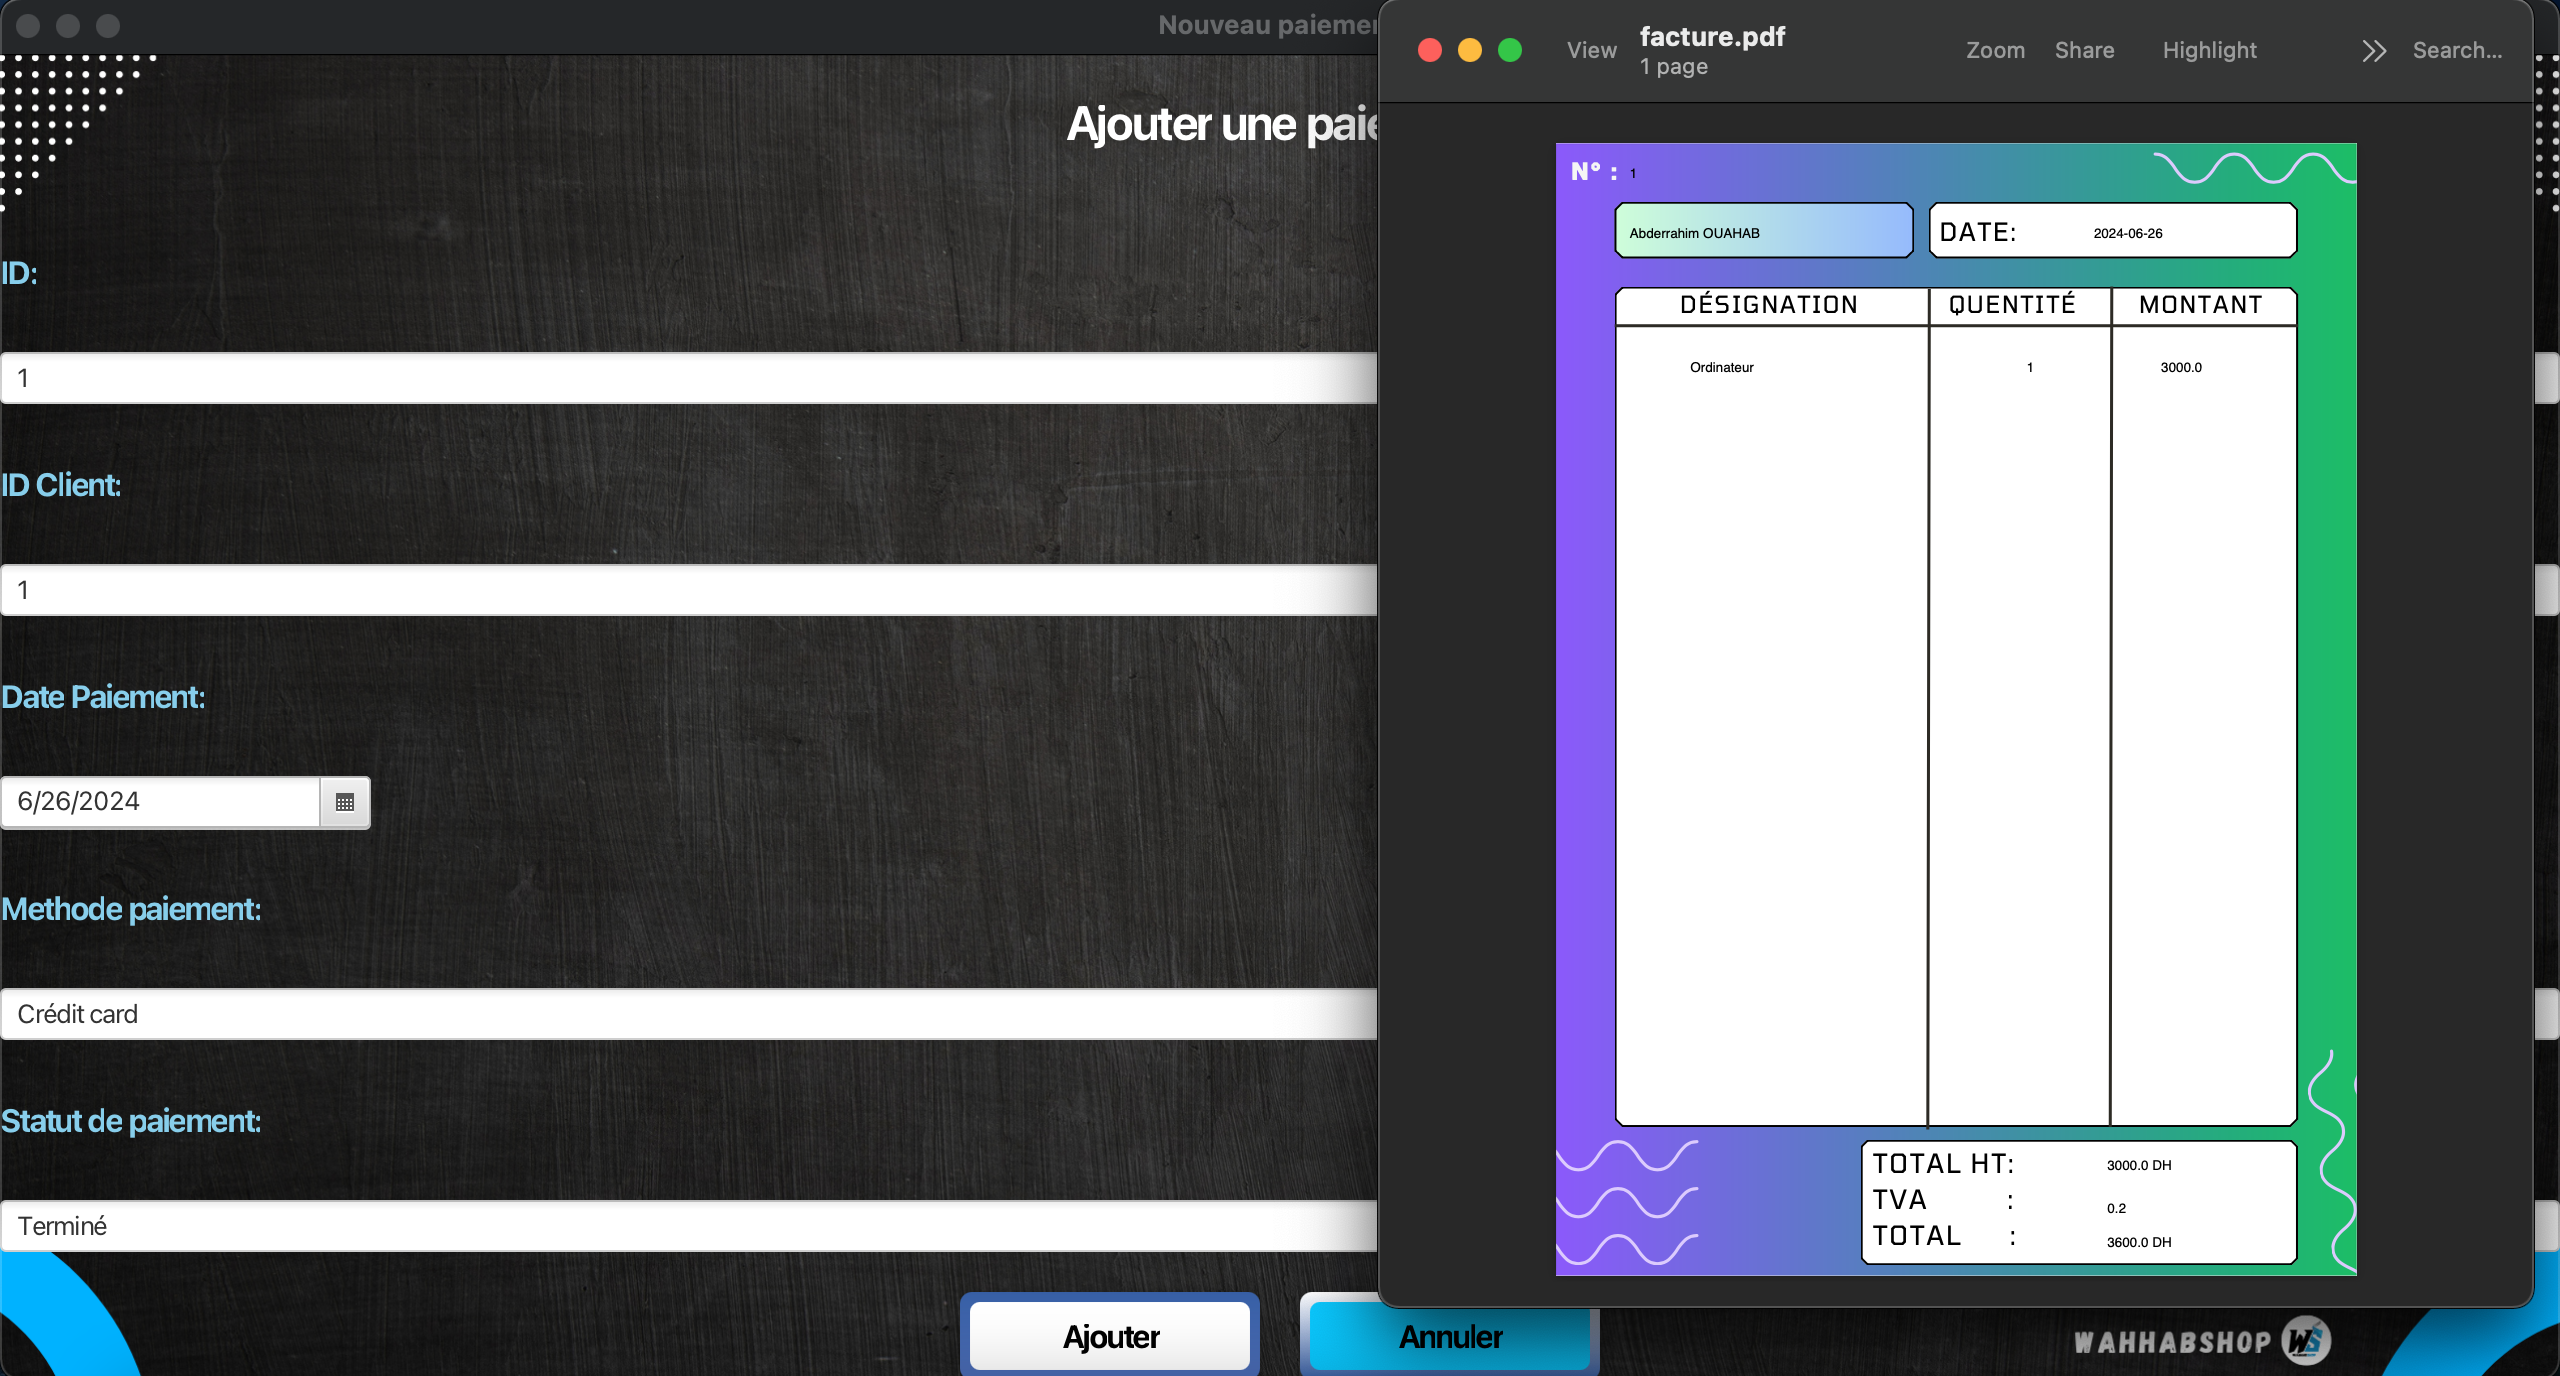 Nouveau paiemen
Ajouter une paie
ID:
1
ID Client:
1
Date Paiement:
6/26/2024
Methode paiement:
Crédit card
Statut de paiement:
Terminé
Ajouter
Annuler
WAHHABSHOP WS
View
facture.pdf
1 page
Zoom
Share
Highlight
Search...
N° : 1
Abderrahim OUAHAB
DATE: 2024-06-26
DÉSIGNATION QUENTITÉ MONTANT
Ordinateur 1 3000.0
TOTAL HT: 3000.0 DH
TVA : 0.2
TOTAL : 3600.0 DH